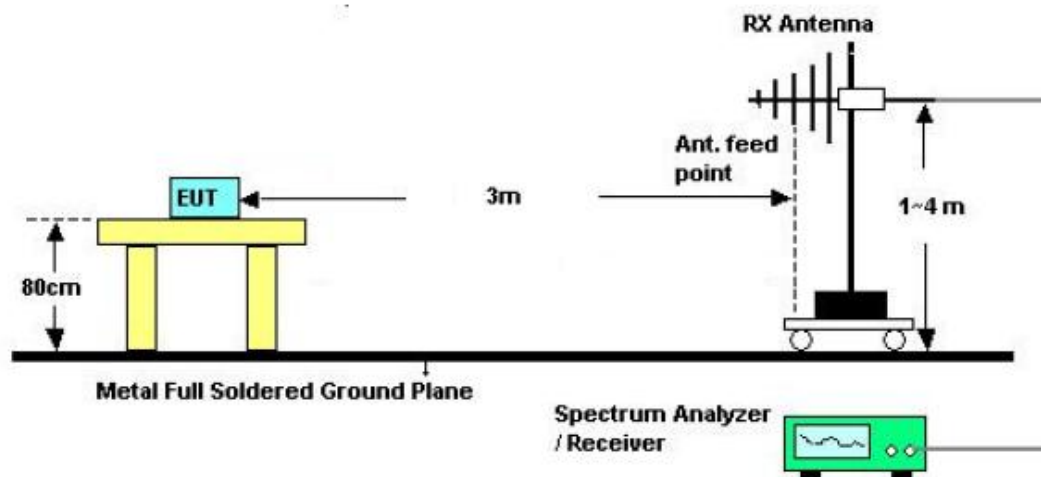 RX Antenna
Ant. feed
point
EUT
3m
1~4 m
80cm
Metal Full Soldered Ground Plane
Spectrum Analyzer
/ Receiver